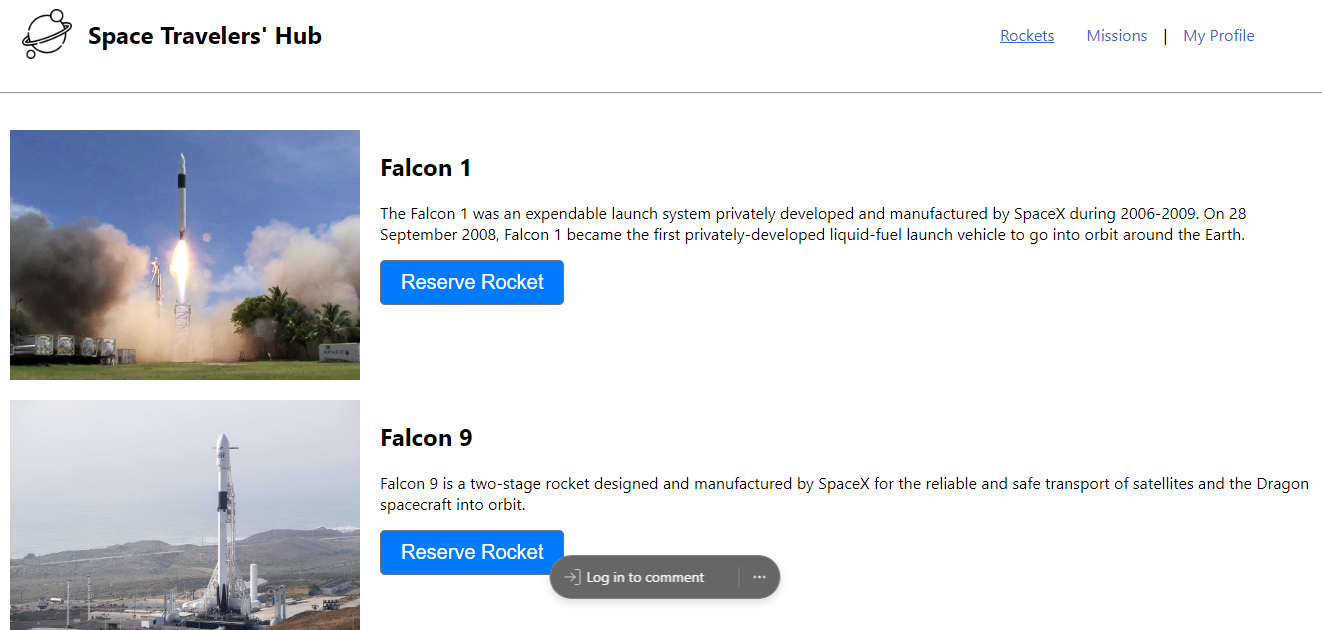 Space Travelers' Hub
Rockets
Missions
|
My Profile
Falcon 1
The Falcon 1 was an expendable launch system privately developed and manufactured by SpaceX during 2006-2009. On 28
September 2008, Falcon 1 became the first privately-developed liquid-fuel launch vehicle to go into orbit around the Earth.
Reserve Rocket
Falcon 9
Falcon 9 is a two-stage rocket designed and manufactured by SpaceX for the reliable and safe transport of satellites and the Dragon
spacecraft into orbit.
Reserve Rocket
Log in to comment